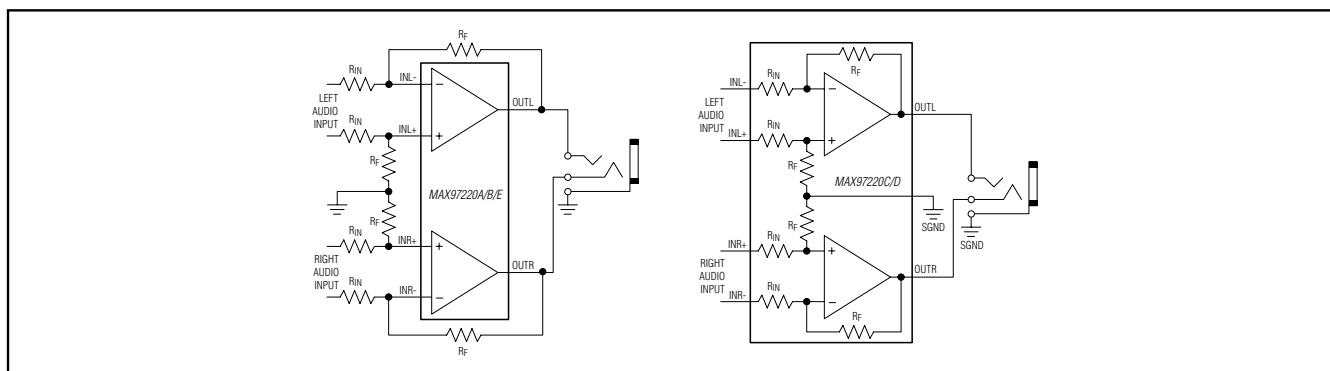 RF
RIN
INL-
LEFT
AUDIO
INPUT
OUTL
RIN
INL+
RF
MAX97220A/B/E
RF
RIN
INR+
RIGHT
AUDIO
INPUT
OUTR
RIN
INR-
RF
INL-
RIN
RF
OUTL
LEFT
AUDIO
INPUT
INL+
RIN
RF
MAX97220C/D
SGND
SGND
RF
INR+
RIN
RIGHT
AUDIO
INPUT
OUTR
INR-
RIN
RF